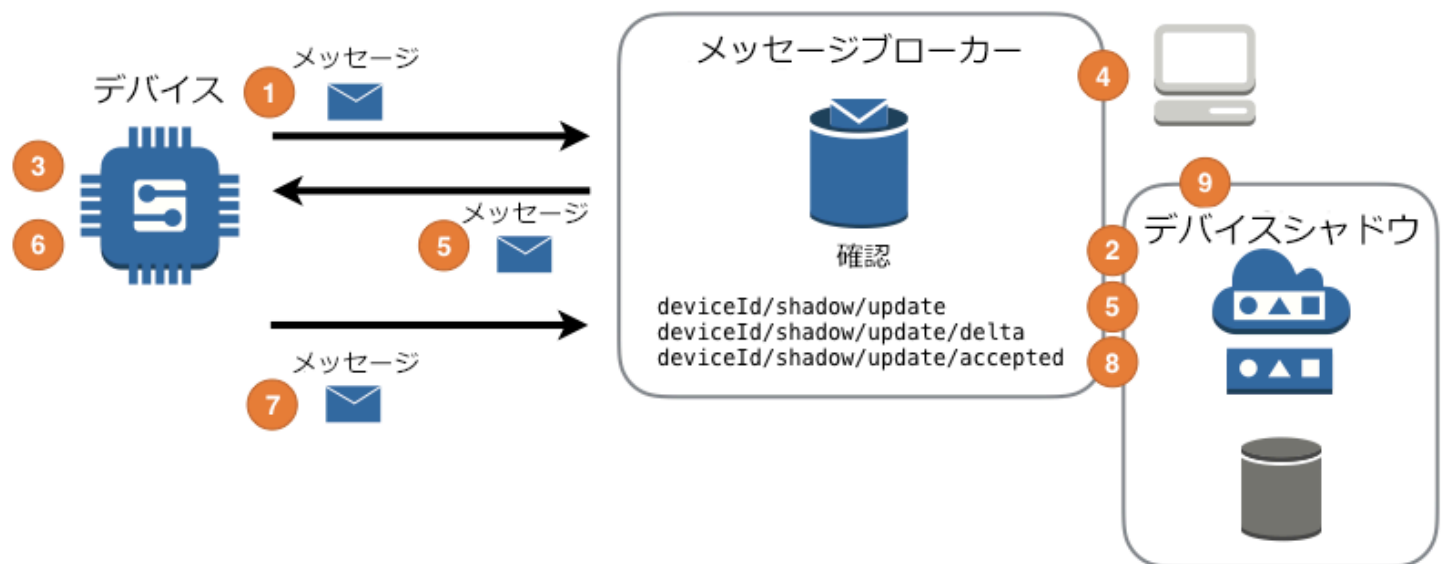 メッセージ
デバイス
1
3
6
メッセージ
5
メッセージ
7
メッセージブローカー
確認
deviceId/shadow/update
deviceId/shadow/update/delta
deviceId/shadow/update/accepted
4
9
デバイスシャドウ
2
5
8